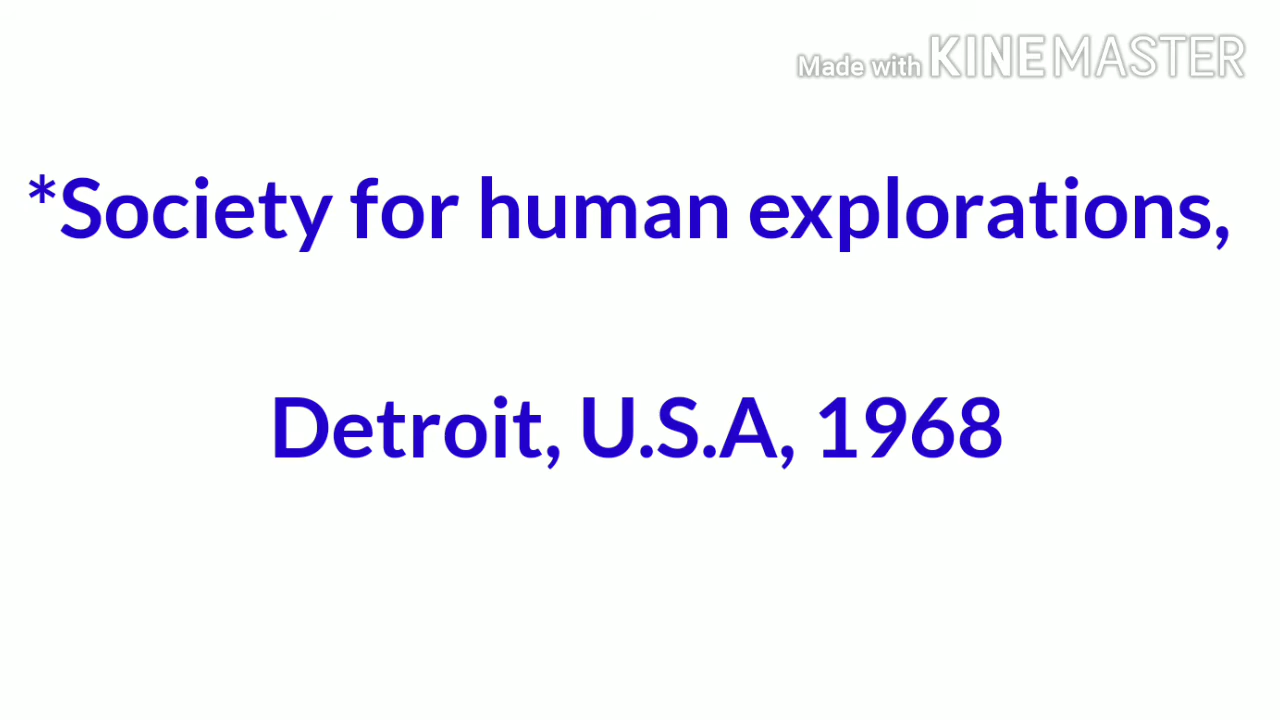 Made with KINEMASTER
*Society for human explorations,
Detroit, U.S.A, 1968